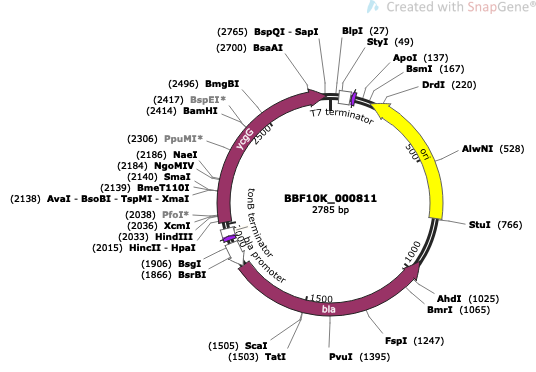 Created with SnapGene®
(2765) BspQI - SapI
(2700) BsaAI
BlpI (27)
StyI (49)
ApoI (137)
BsmI (167)
DrdI (220)
(2496) BmgBI
(2417) BspEI*
(2414) BamHI
(2306) PpuMI*
(2186) NaeI
(2184) NgoMIV
(2140) SmaI
(2139) BmeT110I
(2138) AvaI - BsoBI - TspMI - XmaI
(2038) PfoI*
(2036) XcmI
(2033) HindIII
(2015) HincII - HpaI
(1906) BsgI
(1866) BsrBI
T7 terminator
ycgG
2500
ori
500
AlwNI (528)
BBF10K_000811
2785 bp
StuI (766)
tonB terminator
bla promoter
1000
1500
bla
AhdI (1025)
BmrI (1065)
FspI (1247)
PvuI (1395)
(1505) ScaI
(1503) TatI